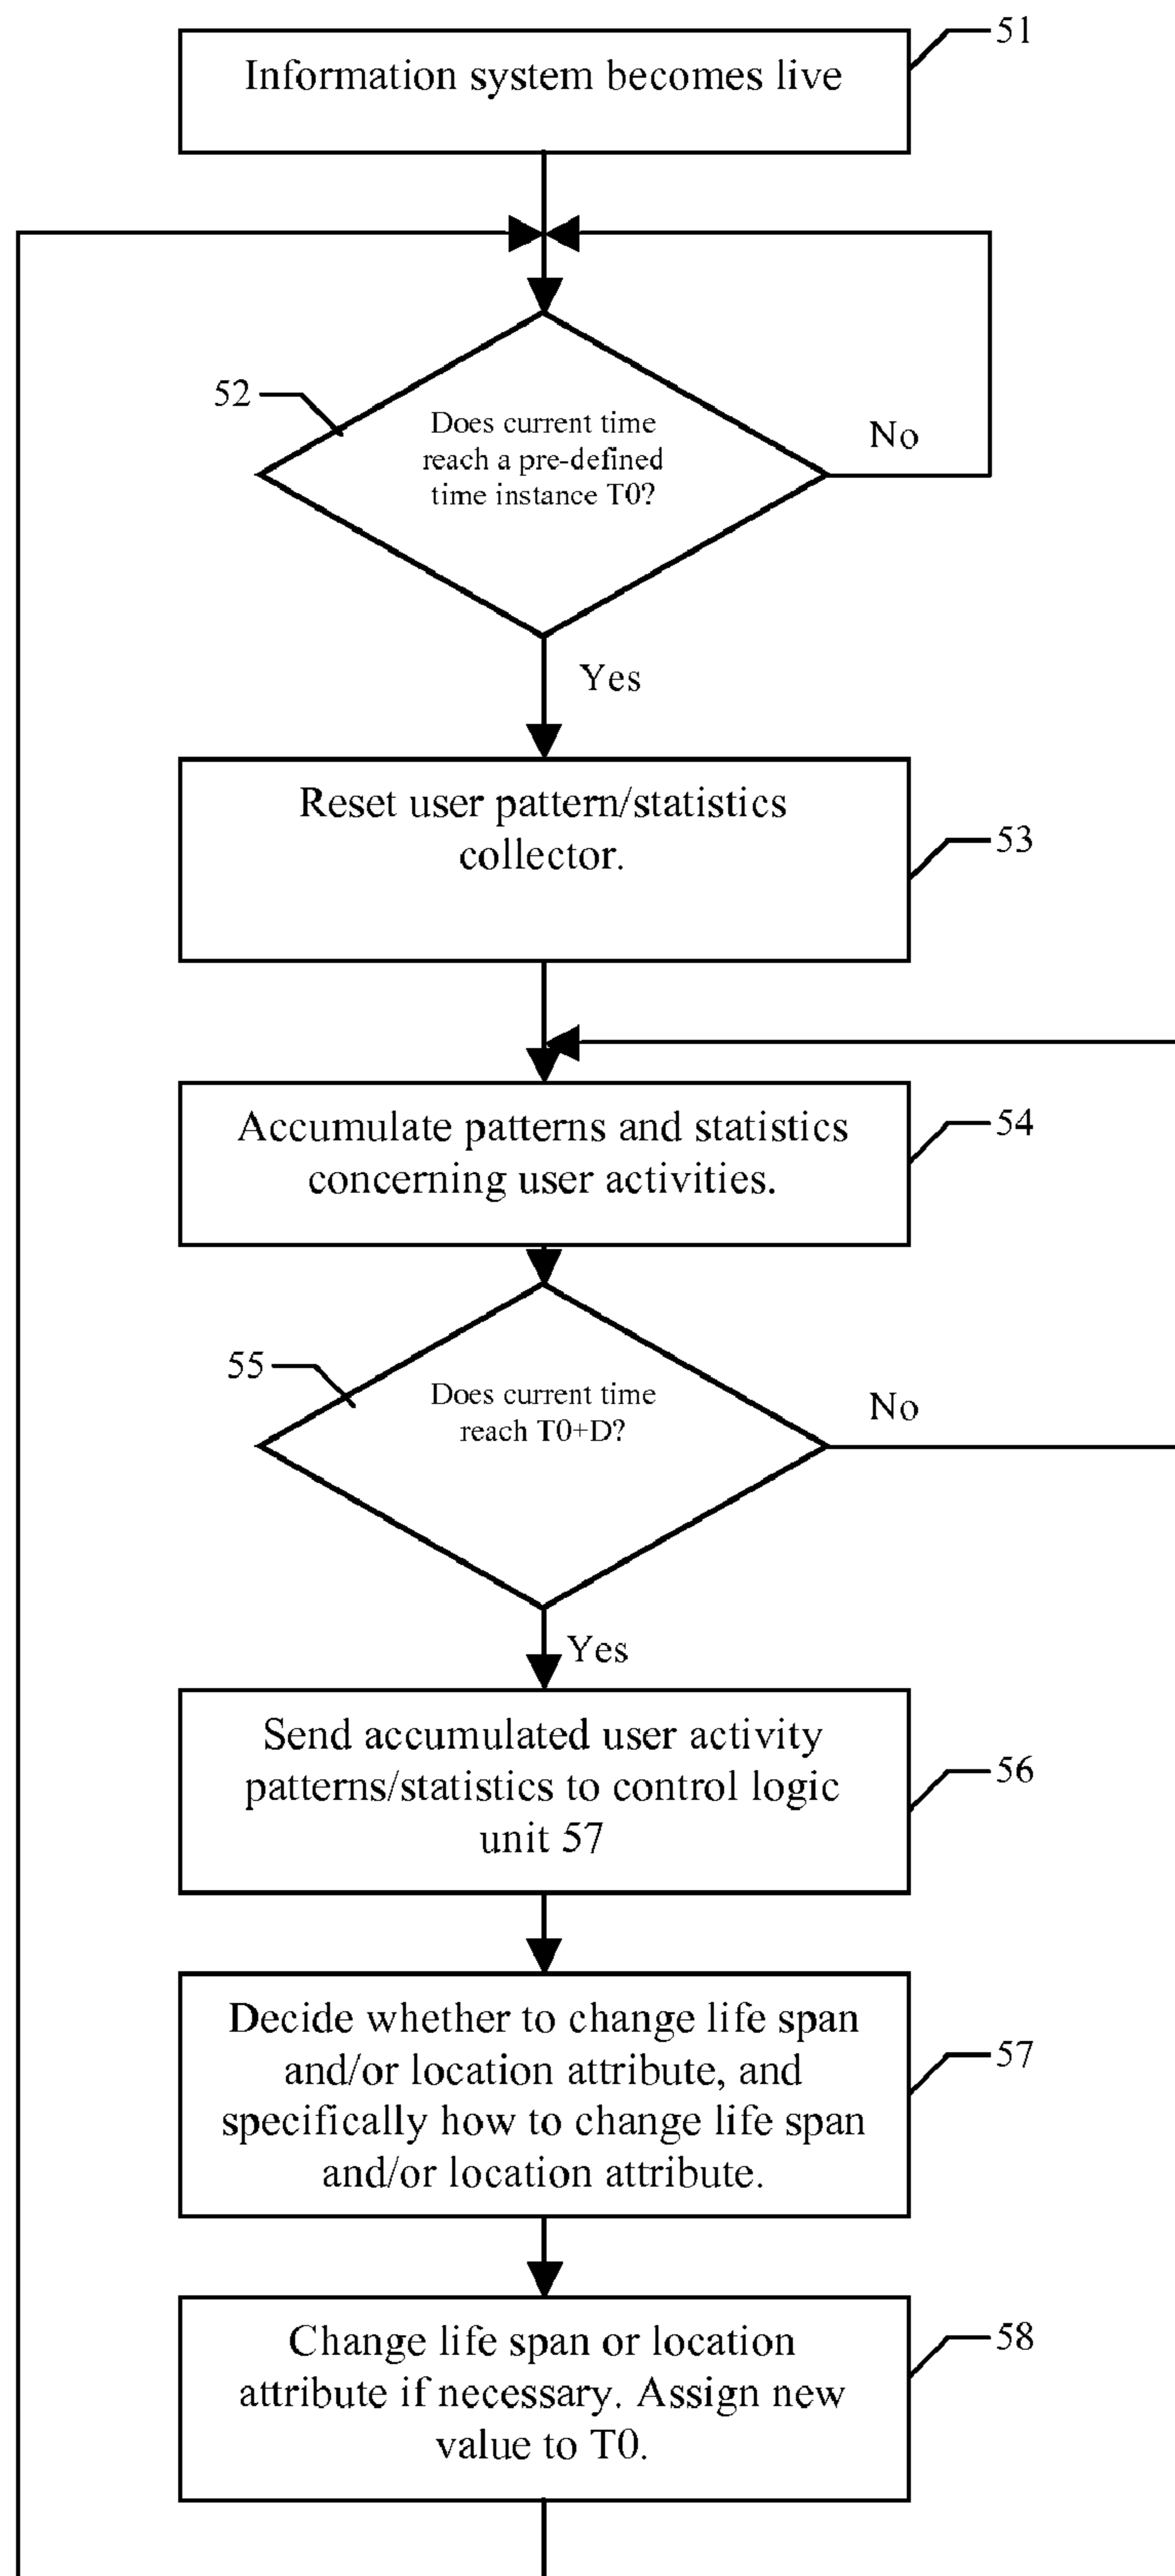 51
Information system becomes live
52
Does current time
reach a pre-defined
time instance T0?
No
Yes
Reset user pattern/statistics
collector.
53
Accumulate patterns and statistics
concerning user activities.
54
55
Does current time
reach T0+D?
No
Yes
Send accumulated user activity
patterns/statistics to control logic
unit 57
56
Decide whether to change life span
and/or location attribute, and
specifically how to change life span
and/or location attribute.
57
Change life span or location
attribute if necessary. Assign new
value to T0.
58